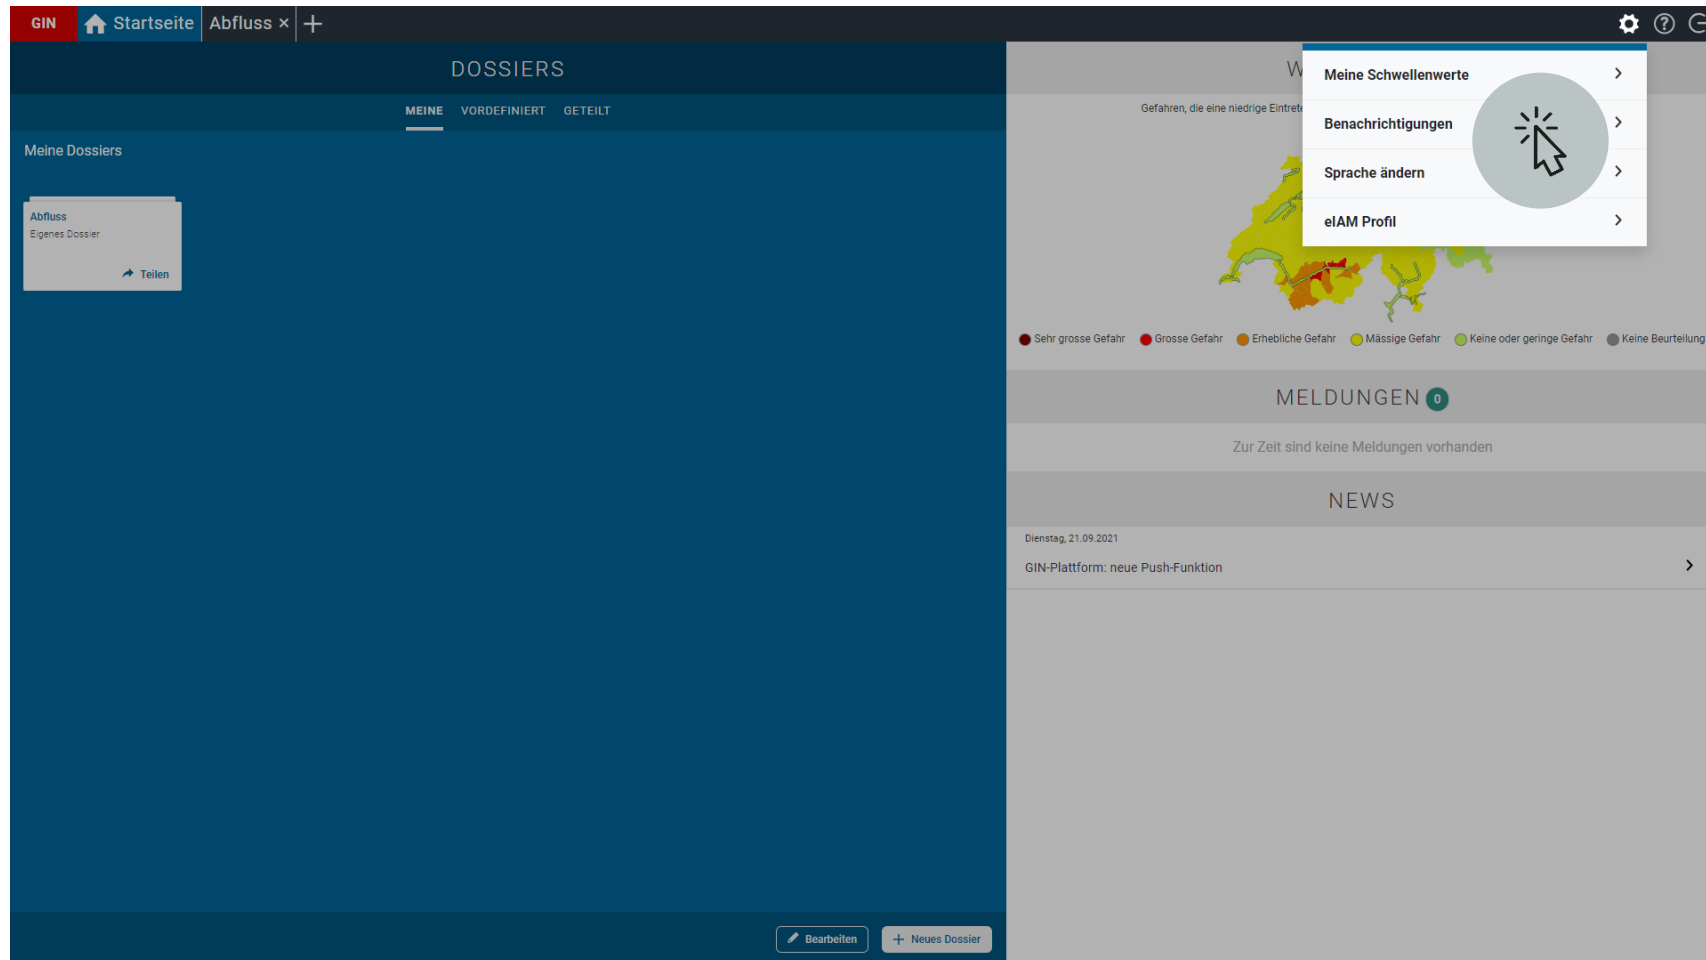 GIN Startseite Abfluss × +
DOSSIERS
MEINE VORDEFINIERT GETEILT
Meine Dossiers
Abfluss
Eigenes Dossier
Teilen
Bearbeiten + Neues Dossier
W
Gefahren, die eine niedrige
Meine Schwellenwerte
Benachrichtigungen
Sprache ändern
eIAM Profil
Sehr grosse Gefahr Grosse Gefahr Erhebliche Gefahr Mässige Gefahr Keine oder geringe Gefahr Keine Beurteilung
MELDUNGEN 0
Zur Zeit sind keine Meldungen vorhanden
NEWS
Dienstag, 21.09.2021
GIN-Plattform: neue Push-Funktion